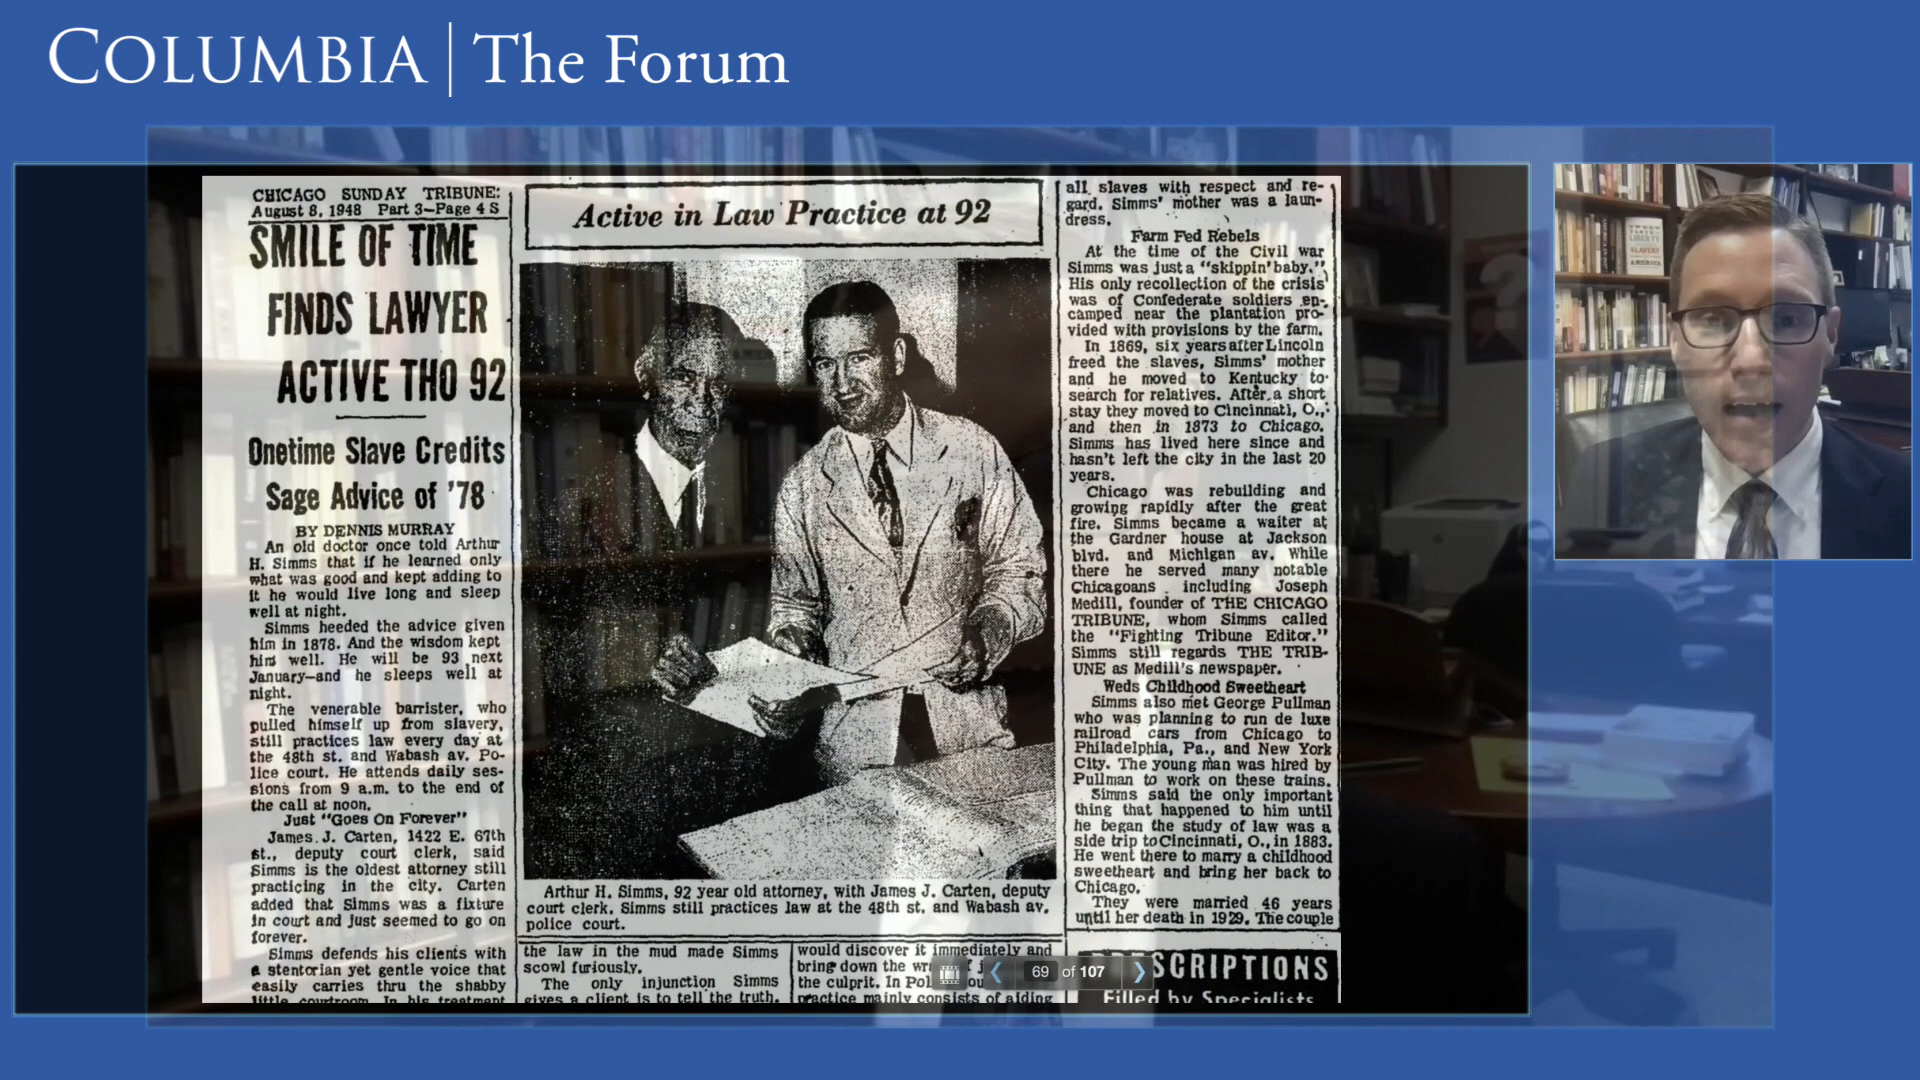 COLUMBIA | The Forum
CHICAGO SUNDAY TRIBUNE:
August 8, 1948 Part 3—Page 4 S
SMILE OF TIME
FINDS LAWYER
ACTIVE THO 92
Onetime Slave Credits
Sage Advice of '78
BY DENNIS MURRAY
An old doctor once told Arthur
H. Simms that if he learned only
what was good and kept adding to
it he would live long and sleep
well at night.
Simms heeded the advice given
him in 1878. And the wisdom kept
him well. He will be 93 next
January—and he sleeps well at
night.
The venerable barrister, who
pulled himself up from slavery,
still practices law every day at
the 48th st. and Wabash av. Po-
lice court. He attends daily ses-
sions from 9 a.m. to the end of
the call at noon.
Just "Goes On Forever"
James J. Carten, 1422 E. 67th
st., deputy court clerk, said
Simms is the oldest attorney still
practicing in the city. Carten
added that Simms was a fixture
in court and just seemed to go on
forever.
Simms defends his clients with
a stentorian yet gentle voice that
easily carries thru the shabby
little courtroom. In his treatment
Active in Law Practice at 92
Arthur H. Simms, 92 year old attorney, with James J. Carten, deputy
court clerk. Simms still practices law at the 48th st. and Wabash av.
police court.
the law in the mud made Simms
scowl furiously.
The only injunction Simms
gives a client is to tell the truth.
would discover it immediately and
bring down the
the culprit. In
practice mainly consists of aiding
all slaves with respect and re-
gard. Simms' mother was a laun-
dress.
Farm Fed Rebels
At the time of the Civil war
Simms was just a "skippin' baby."
His only recollection of the crisis
was of Confederate soldiers en-
camped near the plantation pro-
vided with provisions by the farm.
In 1869, six years after Lincoln
freed the slaves, Simms' mother
and he moved to Kentucky to
search for relatives. After a short
stay they moved to Cincinnati, O.,
and then in 1873 to Chicago.
Simms has lived here since and
hasn't left the city in the last 20
years.
Chicago was rebuilding and
growing rapidly after the great
fire. Simms became a waiter at
the Gardner house at Jackson
blvd. and Michigan av. While
there he served many notable
Chicagoans including Joseph
Medill, founder of THE CHICAGO
TRIBUNE, whom Simms called
the "Fighting Tribune Editor."
Simms still regards THE TRIB-
UNE as Medill's newspaper.
Weds Childhood Sweetheart
Simms also met George Pullman
who was planning to run de luxe
railroad cars from Chicago to
Philadelphia, Pa., and New York
City. The young man was hired by
Pullman to work on these trains.
Simms said the only important
thing that happened to him until
he began the study of law was a
side trip to Cincinnati, O., in 1883.
He went there to marry a childhood
sweetheart and bring her back to
Chicago.
They were married 46 years
until her death in 1929. The couple
SCRIPTIONS
Filled by Specialists
69 of 107